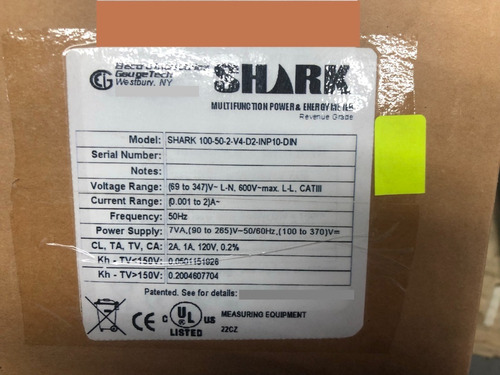 GaugeTech
Westbury, NY
SHARK
MULTIFUNCTION POWER & ENERGY METER
Revenue Grade
Model: SHARK 100-50-2-V4-D2-INP10-DIN
Serial Number:
Notes:
Voltage Range: (69 to 347)V~ L-N, 600V~max. L-L, CATIII
Current Range: (0.001 to 2)A~
Frequency: 50Hz
Power Supply: 7VA,(90 to 265)V~50/60Hz,(100 to 370)V=
CL, TA, TV, CA: 2A, 1A, 120V, 0.2%
Kh - TV<150V: 0.0501151926
Kh - TV>150V: 0.2004607704
Patented. See for details:
CE
C UL US
LISTED
MEASURING EQUIPMENT
22CZ